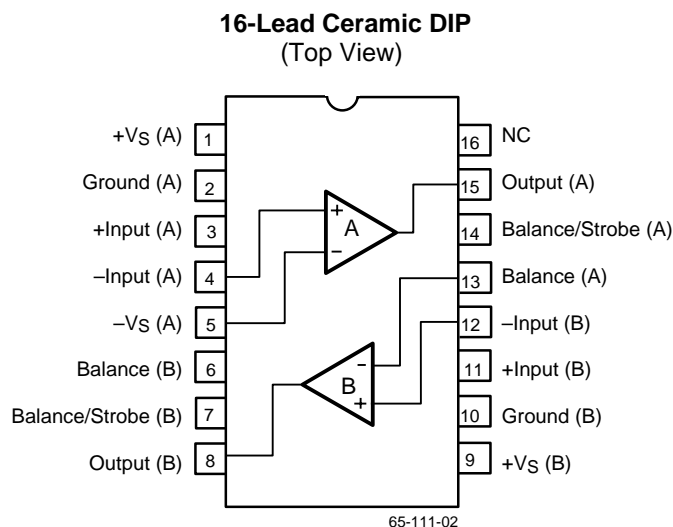 16-Lead Ceramic DIP
(Top View)
+VS (A) 1
Ground (A) 2
+Input (A) 3
–Input (A) 4
–VS (A) 5
Balance (B) 6
Balance/Strobe (B) 7
Output (B) 8
+
A
–
-
B
+
16 NC
15 Output (A)
14 Balance/Strobe (A)
13 Balance (A)
12 –Input (B)
11 +Input (B)
10 Ground (B)
9 +VS (B)
65-111-02